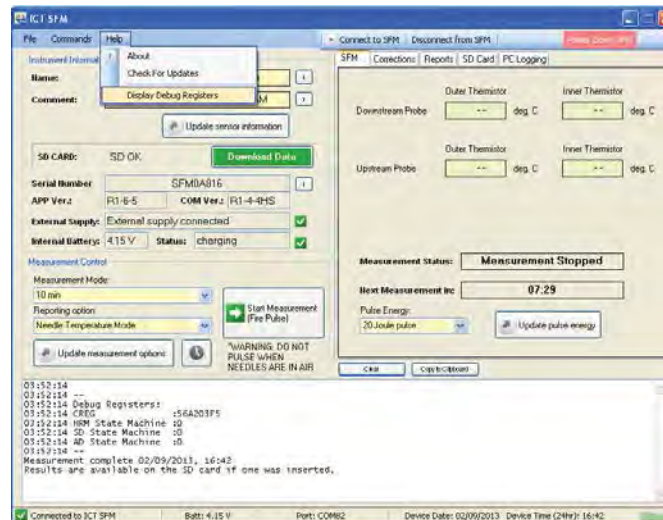 ICT SFM
File Commands Help
Connect to SFM Disconnect from SFM
About
Check For Updates
Display Debug Registers
Instrument Information
Name:
Comment:
Update sensor information
SD CARD: SD OK Download Data
Serial Number SFM0A816
APP Ver.: R1-6-5 COM Ver.: R1-4-4HS
External Supply: External supply connected
Internal Battery: 4.15 V Status: charging
Measurement Control
Measurement Mode:
10 min
Reporting option
Needle Temperature Mode
Start Measurement
(Fire Pulse)
Update measurement options
*WARNING: DO NOT
PULSE WHEN
NEEDLES ARE IN AIR
SFM Corrections Reports SD Card PC Logging
Outer Thermistor Inner Thermistor
Downstream Probe -- deg. C -- deg. C
Outer Thermistor Inner Thermistor
Upstream Probe -- deg. C -- deg. C
Measurement Status: Measurement Stopped
Next Measurement in: 07:29
Pulse Energy:
20 Joule pulse Update pulse energy
Clear Copy to Clipboard
03:52:14
03:52:14 --
03:52:14 Debug Registers:
03:52:14 CREG :56A203F5
03:52:14 HRM State Machine :0
03:52:14 SD State Machine :0
03:52:14 AD State Machine :0
03:52:14 --
Measurement complete 02/09/2013, 16:42
Results are available on the SD card if one was inserted.
Connected to ICT SFM Batt: 4.15 V Port: COM82 Device Date: 02/09/2013 Device Time (24hr): 16:42